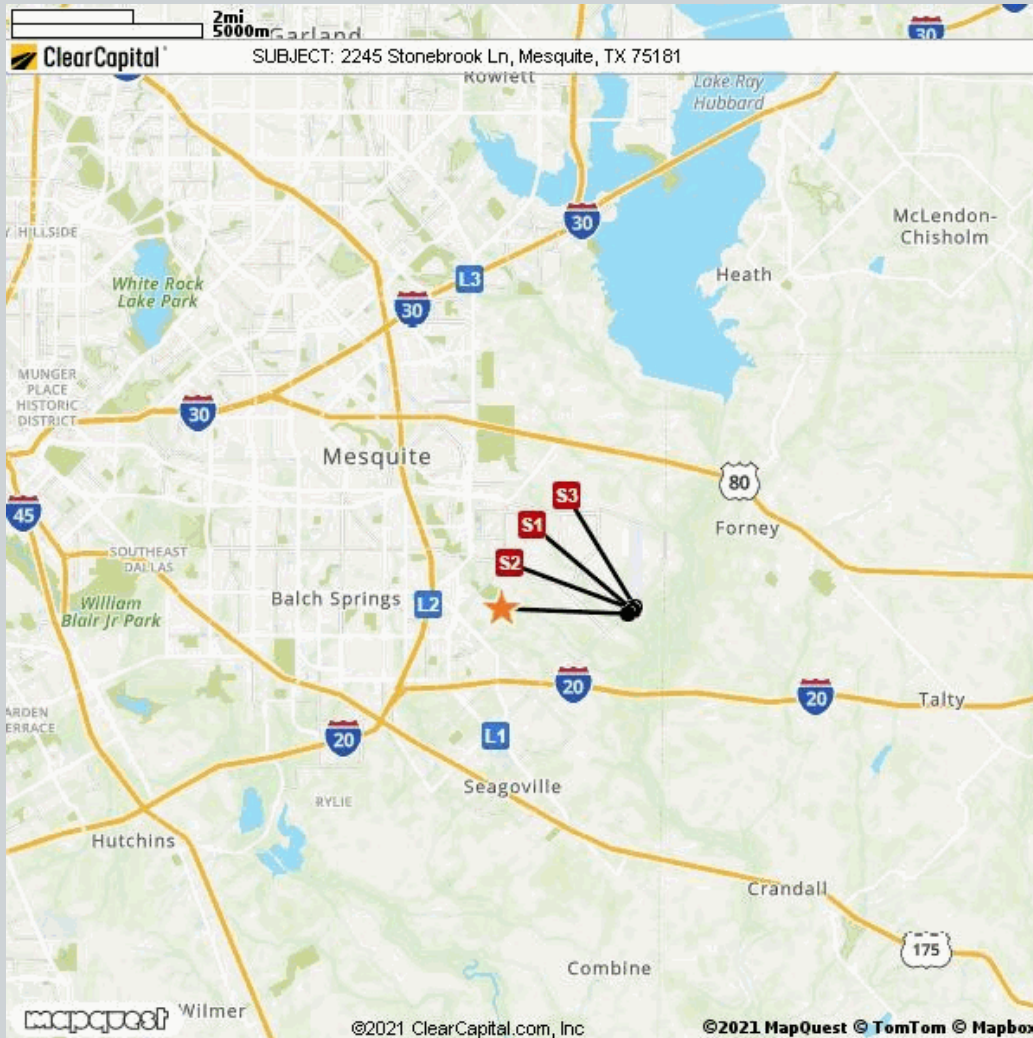 2mi
5000m
Garland
30
ClearCapital
SUBJECT: 2245 Stonebrook Ln, Mesquite, TX 75181
Rowlett
Lake Ray
Hubbard
McLendon-
Chisholm
30
Y HILLSIDE
L3
Heath
White Rock
Lake Park
30
MUNGER
PLACE
HISTORIC
DISTRICT
30
Mesquite
80
S3
45
S1
Forney
SOUTHEAST
DALLAS
S2
William
Blair Jr Park
Balch Springs
L2
20
20
Talty
ARDEN
ERRACE
20
L1
Seagoville
RYLIE
Hutchins
Crandall
175
Combine
Wilmer
mapquest
©2021 ClearCapital.com, Inc
©2021 MapQuest © TomTom © Mapbox